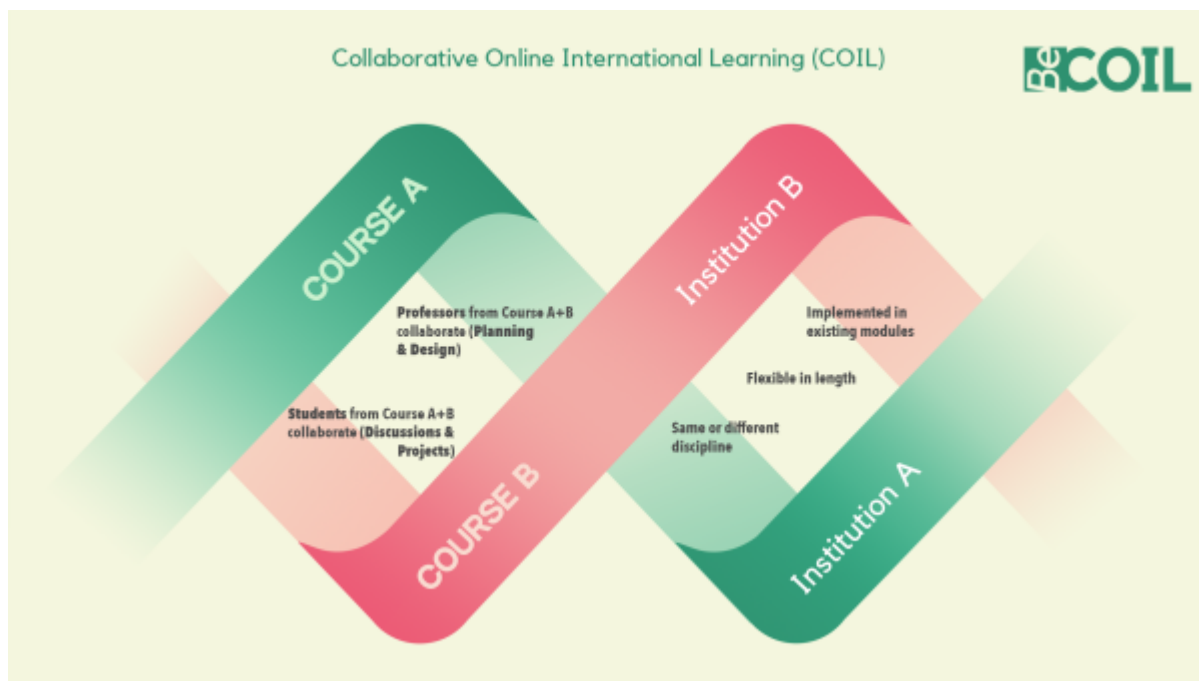 Collaborative Online International Learning (COIL)
BeCOIL
COURSE A
Institution B
Professors from Course A+B
collaborate (Planning
& Design)
Students from Course A+B
collaborate (Discussions &
Projects)
Implemented in
existing modules
Flexible in length
Same or different
discipline
COURSE B
Institution A